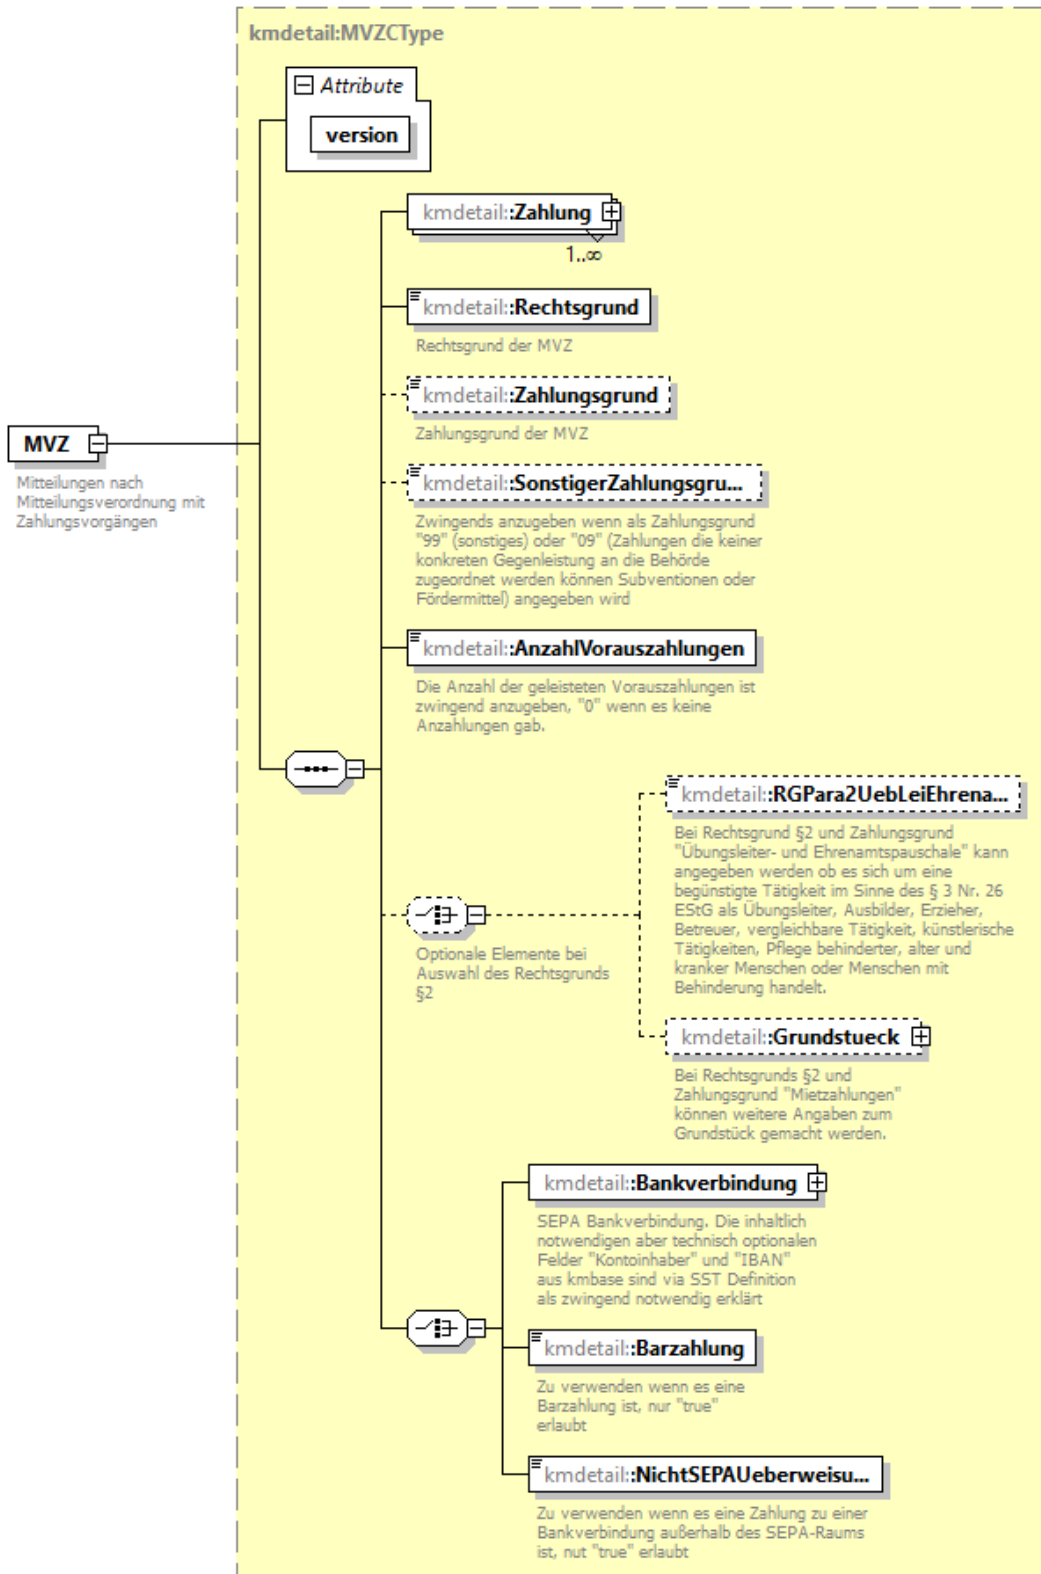 kmdetail:MVZCType
Attribute
version
kmdetail::Zahlung
1..∞
kmdetail::Rechtsgrund
Rechtsgrund der MVZ
kmdetail::Zahlungsgrund
Zahlungsgrund der MVZ
MVZ
Mitteilungen nach
Mitteilungsverordnung mit
Zahlungsvorgängen
kmdetail::SonstigerZahlungsgru...
Zwingends anzugeben wenn als Zahlungsgrund
"99" (sonstiges) oder "09" (Zahlungen die keiner
konkreten Gegenleistung an die Behörde
zugeordnet werden können Subventionen oder
Fördermittel) angegeben wird
kmdetail::AnzahlVorauszahlungen
Die Anzahl der geleisteten Vorauszahlungen ist
zwingend anzugeben, "0" wenn es keine
Anzahlungen gab.
Optionale Elemente bei
Auswahl des Rechtsgrunds
§2
kmdetail::RGPara2UebLeiEhrena...
Bei Rechtsgrund §2 und Zahlungsgrund
"Übungsleiter- und Ehrenamtspauschale" kann
angegeben werden ob es sich um eine
begünstigte Tätigkeit im Sinne des § 3 Nr. 26
EStG als Übungsleiter, Ausbilder, Erzieher,
Betreuer, vergleichbare Tätigkeit, künstlerische
Tätigkeiten, Pflege behinderter, alter und
kranker Menschen oder Menschen mit
Behinderung handelt.
kmdetail::Grundstueck
Bei Rechtsgrunds §2 und
Zahlungsgrund "Mietzahlungen"
können weitere Angaben zum
Grundstück gemacht werden.
kmdetail::Bankverbindung
SEPA Bankverbindung. Die inhaltlich
notwendigen aber technisch optionalen
Felder "Kontoinhaber" und "IBAN"
aus kmbase sind via SST Definition
als zwingend notwendig erklärt
kmdetail::Barzahlung
Zu verwenden wenn es eine
Barzahlung ist, nur "true"
erlaubt
kmdetail::NichtSEPAUeberweisu...
Zu verwenden wenn es eine Zahlung zu einer
Bankverbindung außerhalb des SEPA-Raums
ist, nut "true" erlaubt